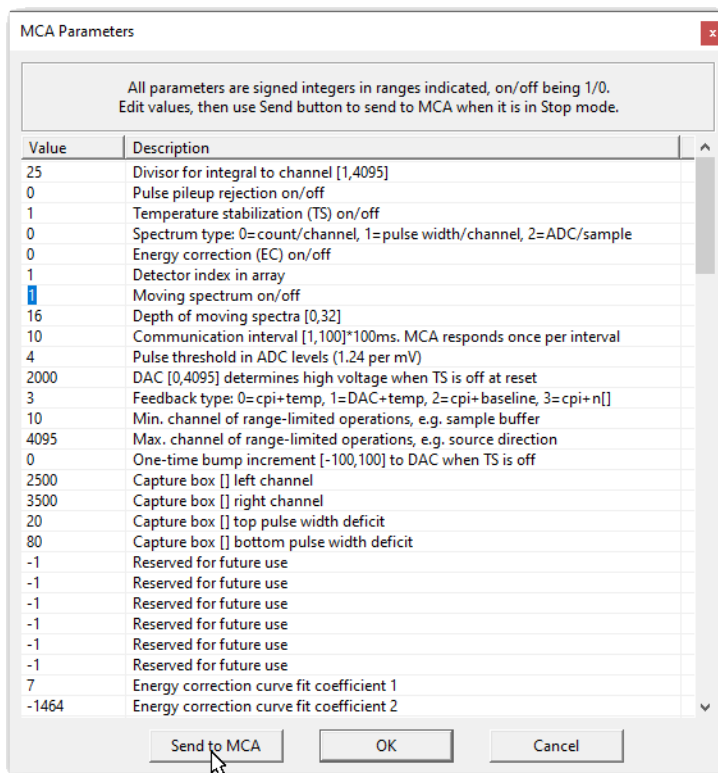 MCA Parameters
x
All parameters are signed integers in ranges indicated, on/off being 1/0.
Edit values, then use Send button to send to MCA when it is in Stop mode.
Value Description
25 Divisor for integral to channel [1,4095]
0 Pulse pileup rejection on/off
1 Temperature stabilization (TS) on/off
0 Spectrum type: 0=count/channel, 1=pulse width/channel, 2=ADC/sample
0 Energy correction (EC) on/off
1 Detector index in array
1 Moving spectrum on/off
16 Depth of moving spectra [0,32]
10 Communication interval [1,100]*100ms. MCA responds once per interval
4 Pulse threshold in ADC levels (1.24 per mV)
2000 DAC [0,4095] determines high voltage when TS is off at reset
3 Feedback type: 0=cpi+temp, 1=DAC+temp, 2=cpi+baseline, 3=cpi+n[]
10 Min. channel of range-limited operations, e.g. sample buffer
4095 Max. channel of range-limited operations, e.g. source direction
0 One-time bump increment [-100,100] to DAC when TS is off
2500 Capture box [] left channel
3500 Capture box [] right channel
20 Capture box [] top pulse width deficit
80 Capture box [] bottom pulse width deficit
-1 Reserved for future use
-1 Reserved for future use
-1 Reserved for future use
-1 Reserved for future use
-1 Reserved for future use
-1 Reserved for future use
7 Energy correction curve fit coefficient 1
-1464 Energy correction curve fit coefficient 2
Send to MCA OK Cancel